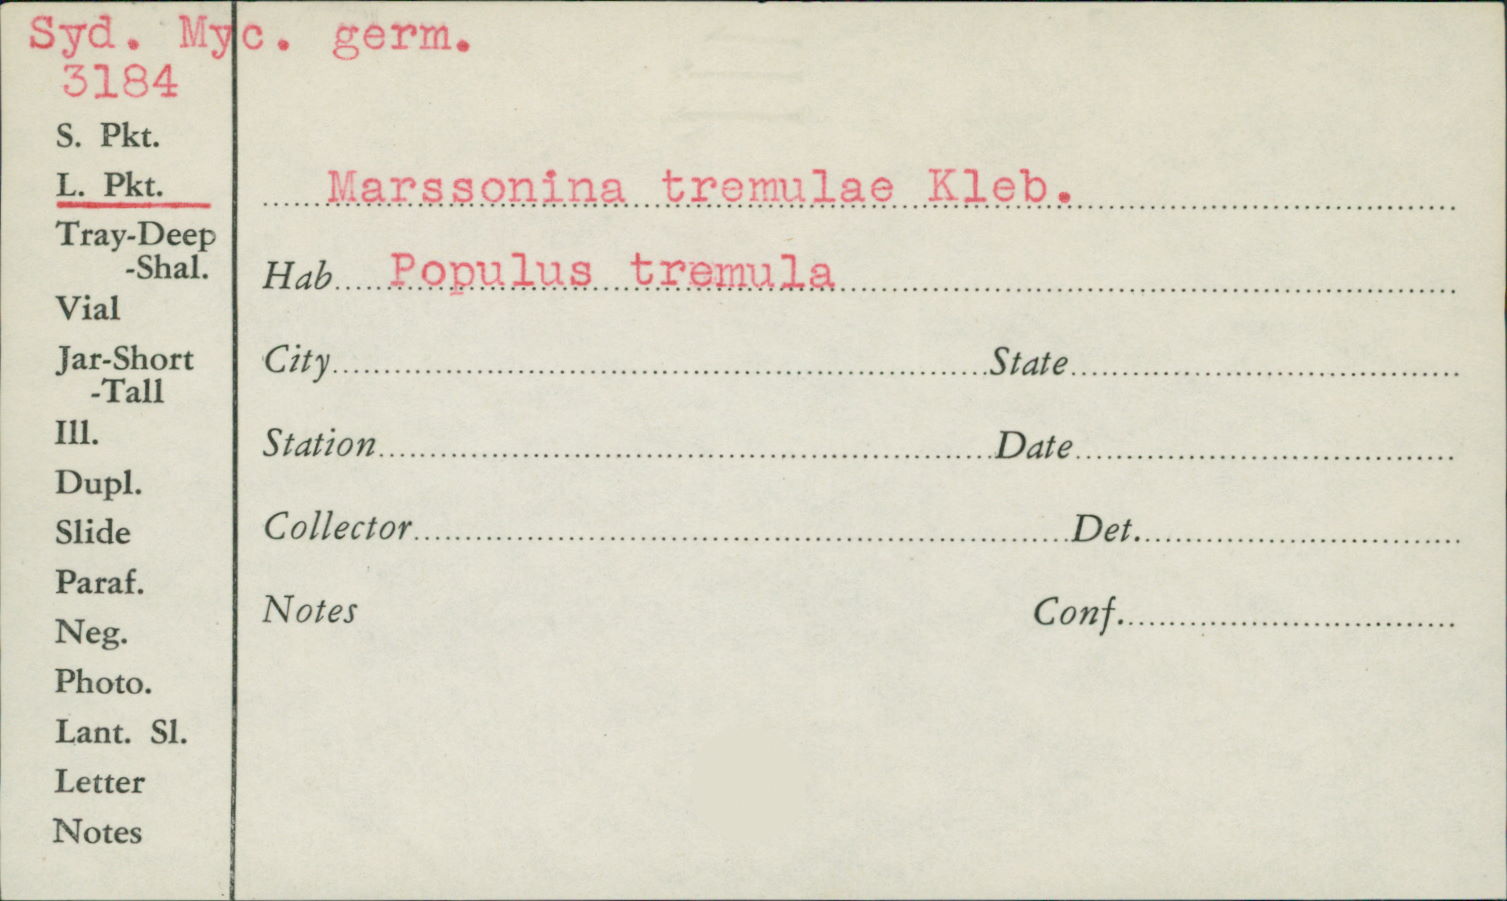 Syd. Myc. germ.
3184
S. Pkt.
L. Pkt.
Tray-Deep
-Shal.
Vial
Jar-Short
-Tall
Ill.
Dupl.
Slide
Paraf.
Neg.
Photo.
Lant. Sl.
Letter
Notes
Marssonina tremulae Kleb.
Hab. Populus tremula
City State
Station Date
Collector Det.
Notes Conf.